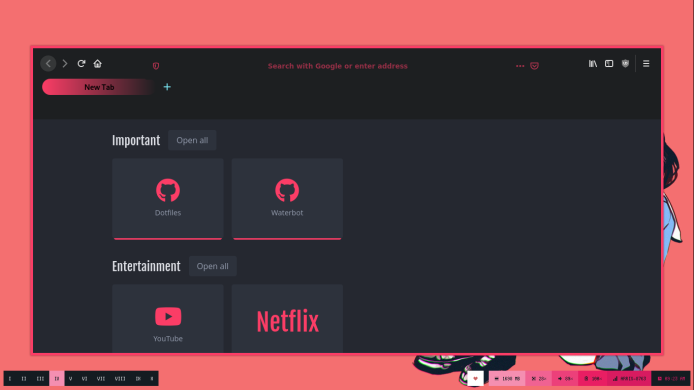 Search with Google or enter address
New Tab
Important
Open all
Dotfiles
Waterbot
Entertainment
Open all
YouTube
Netflix
I II III IV V VI VII VIII IX X